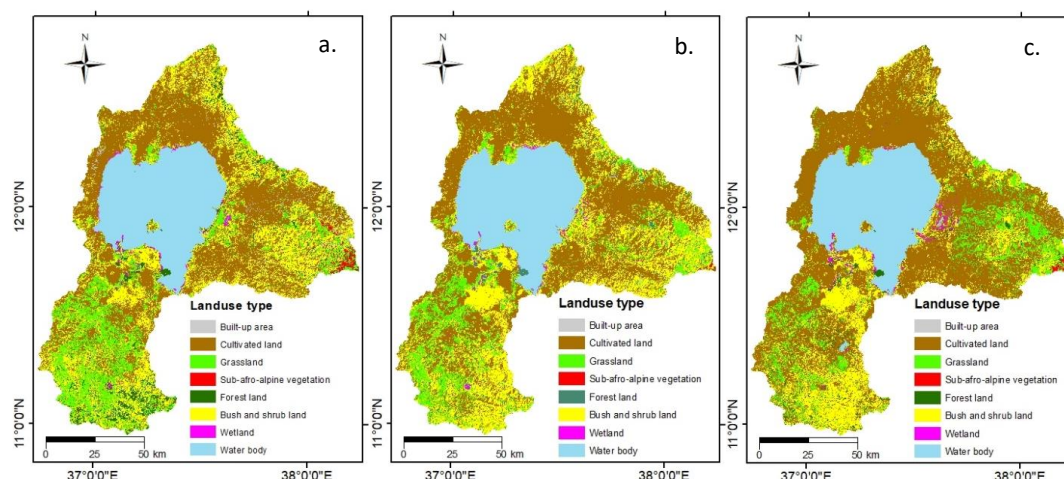 a.
N
12°0'0"N
11°0'0"N
Landuse type
Built-up area
Cultivated land
Grassland
Sub-afro-alpine vegetation
Forest land
Bush and shrub land
Wetland
Water body
0 25 50 km
37°0'0"E 38°0'0"E
b.
N
12°0'0"N
11°0'0"N
Landuse type
Built-up area
Cultivated land
Grassland
Sub-afro-alpine vegetation
Forest land
Bush and shrub land
Wetland
Water body
0 25 50 km
37°0'0"E 38°0'0"E
c.
N
12°0'0"N
11°0'0"N
Landuse type
Built-up area
Cultivated land
Grassland
Sub-afro-alpine vegetation
Forest land
Bush and shrub land
Wetland
Water body
0 25 50 km
37°0'0"E 38°0'0"E